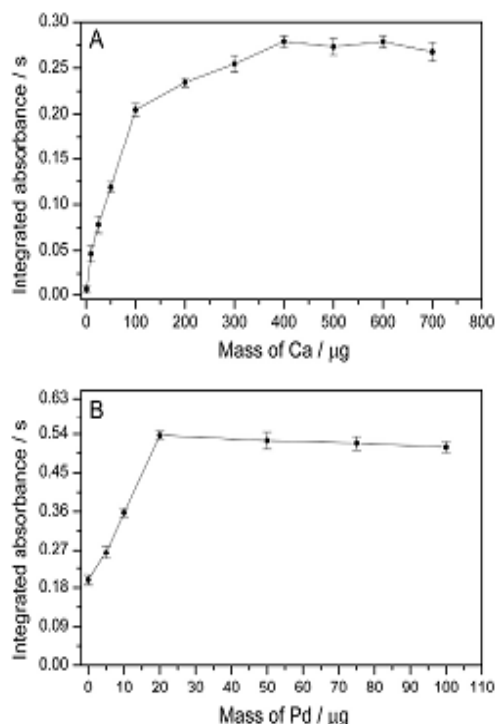 A
Integrated absorbance / s
0.30
0.25
0.20
0.15
0.10
0.05
0.00
0 100 200 300 400 500 600 700 800
Mass of Ca / μg
B
Integrated absorbance / s
0.63
0.54
0.45
0.36
0.27
0.18
0.09
0.00
0 10 20 30 40 50 60 70 80 90 100 110
Mass of Pd / μg